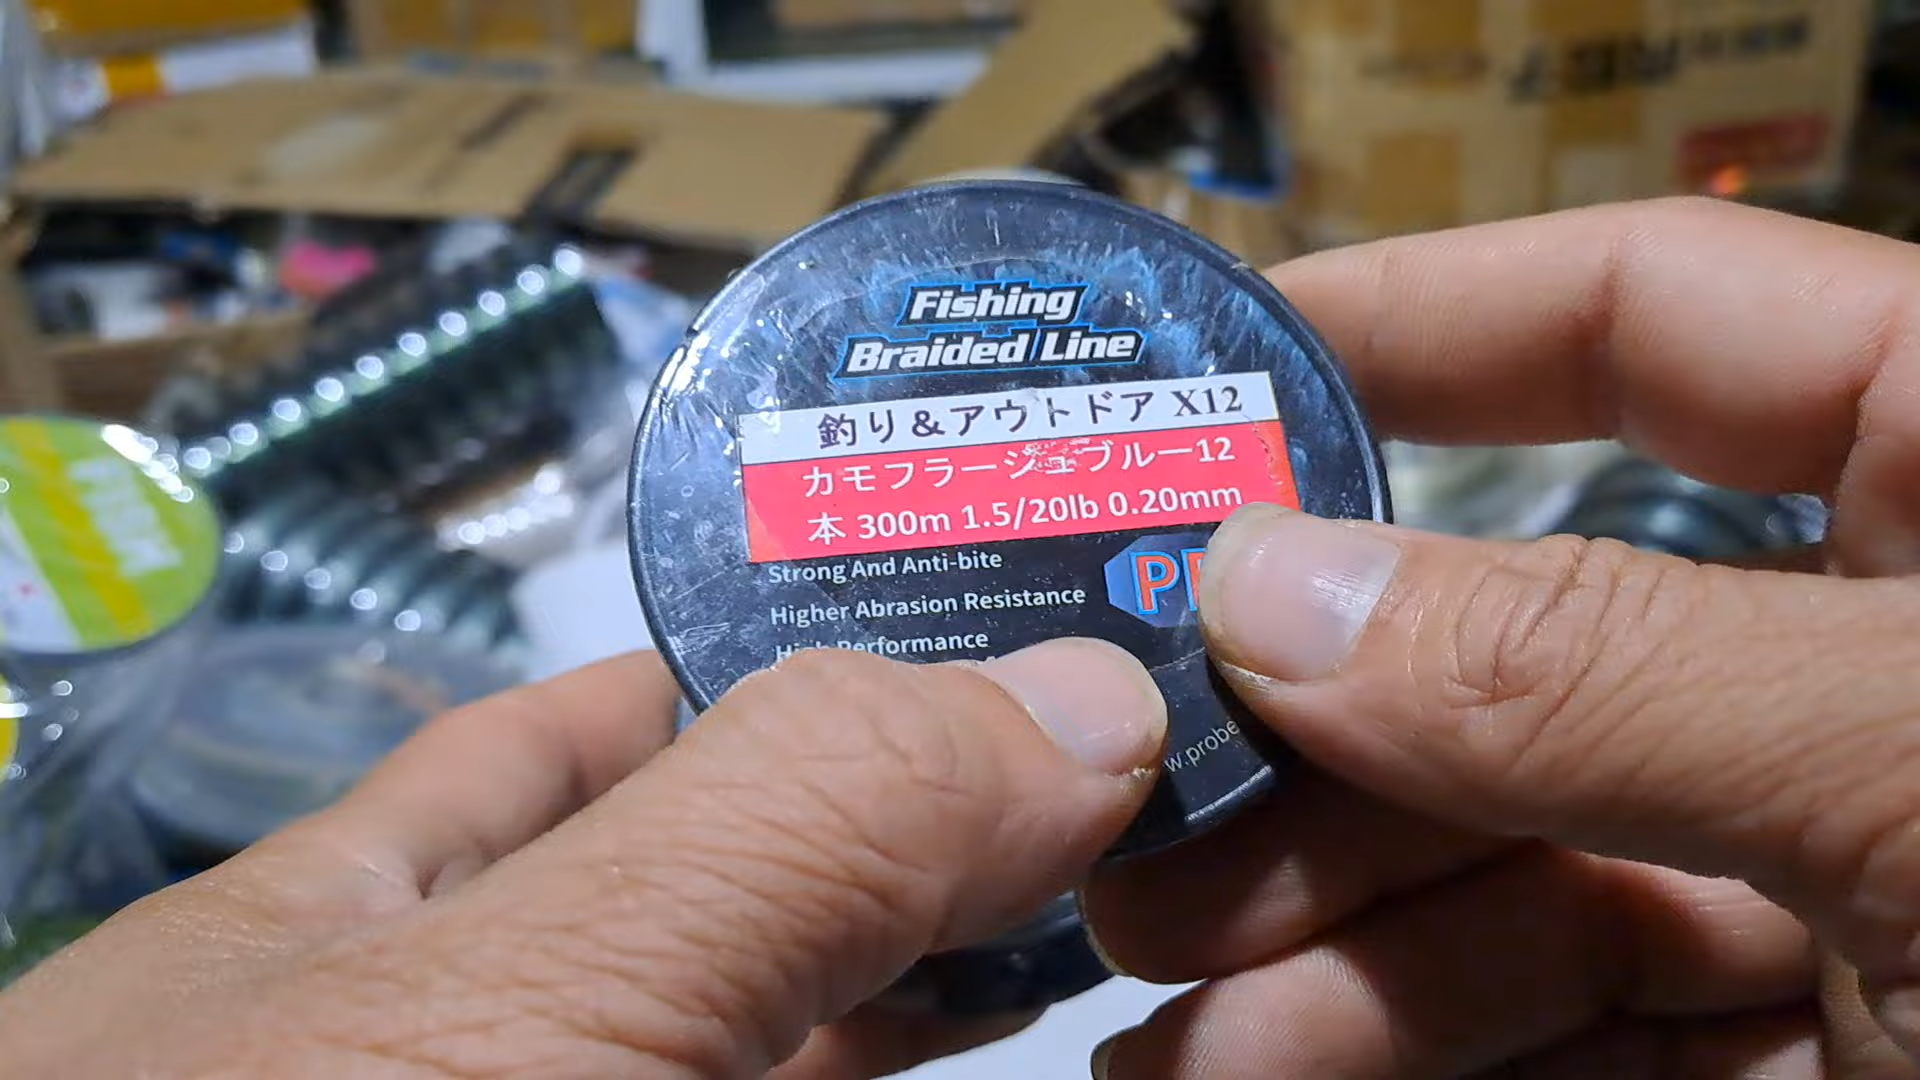 Fishing
Braided Line
釣り&アウトドア X12
カモフラージュブルー12
本 300m 1.5/20lb 0.20mm
Strong And Anti-bite
Higher Abrasion Resistance
High Performance